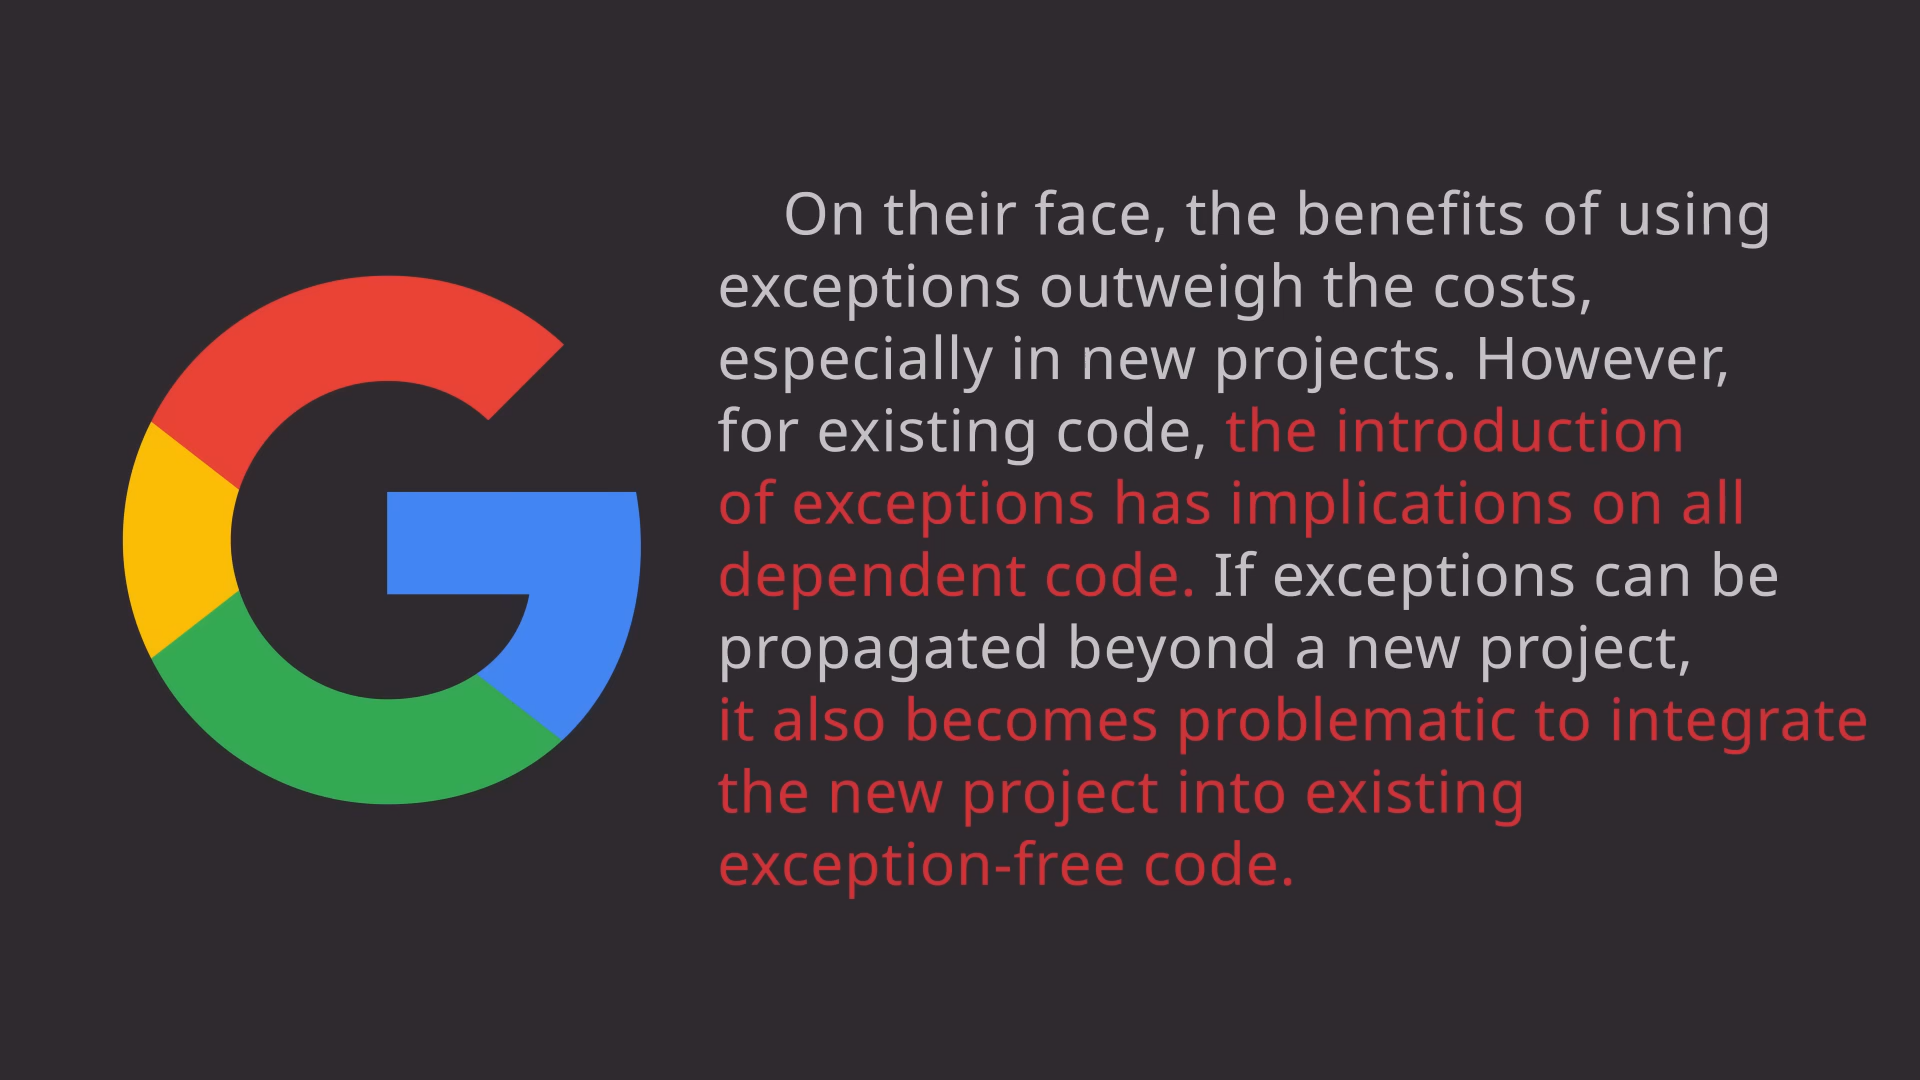 On their face, the benefits of using
exceptions outweigh the costs,
especially in new projects. However,
for existing code, the introduction
of exceptions has implications on all
dependent code. If exceptions can be
propagated beyond a new project,
it also becomes problematic to integrate
the new project into existing
exception-free code.